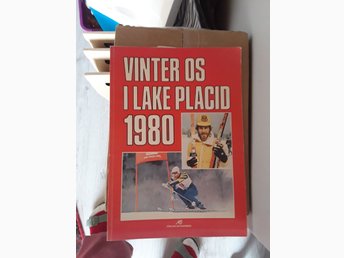 VINTER OS
I LAKE PLACID
1980